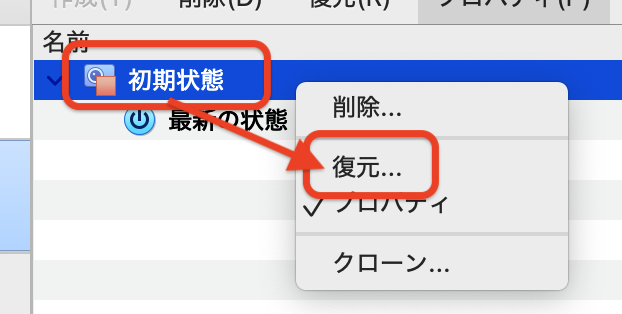 作成(T) 削除(D) 復元(R) プロパティ(P)
名前
初期状態
最新の状態
削除...
復元...
プロパティ
クローン...